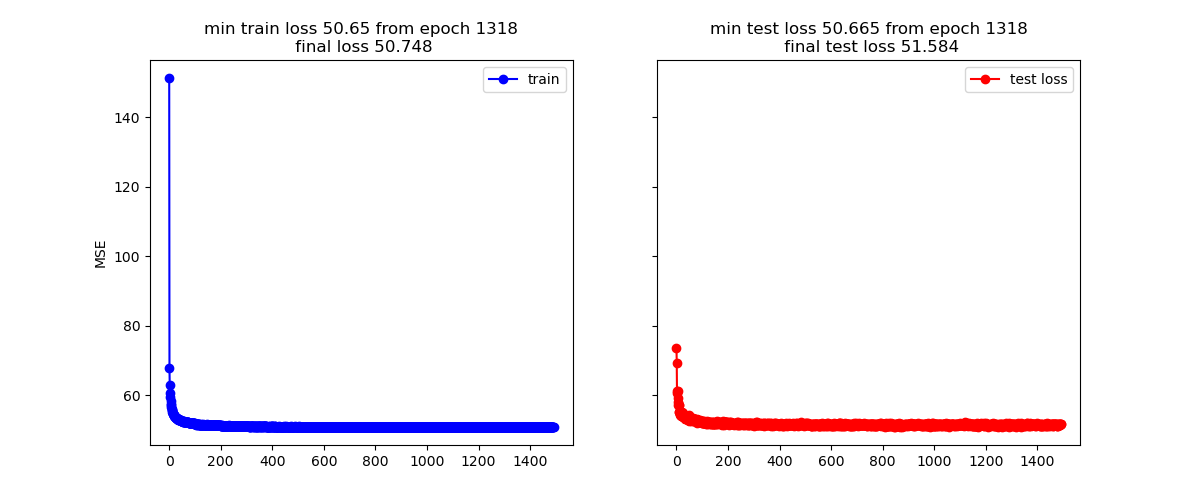 min train loss 50.65 from epoch 1318
final loss 50.748
min test loss 50.665 from epoch 1318
final test loss 51.584
train
test loss
MSE
140
120
100
80
60
0 200 400 600 800 1000 1200 1400
0 200 400 600 800 1000 1200 1400